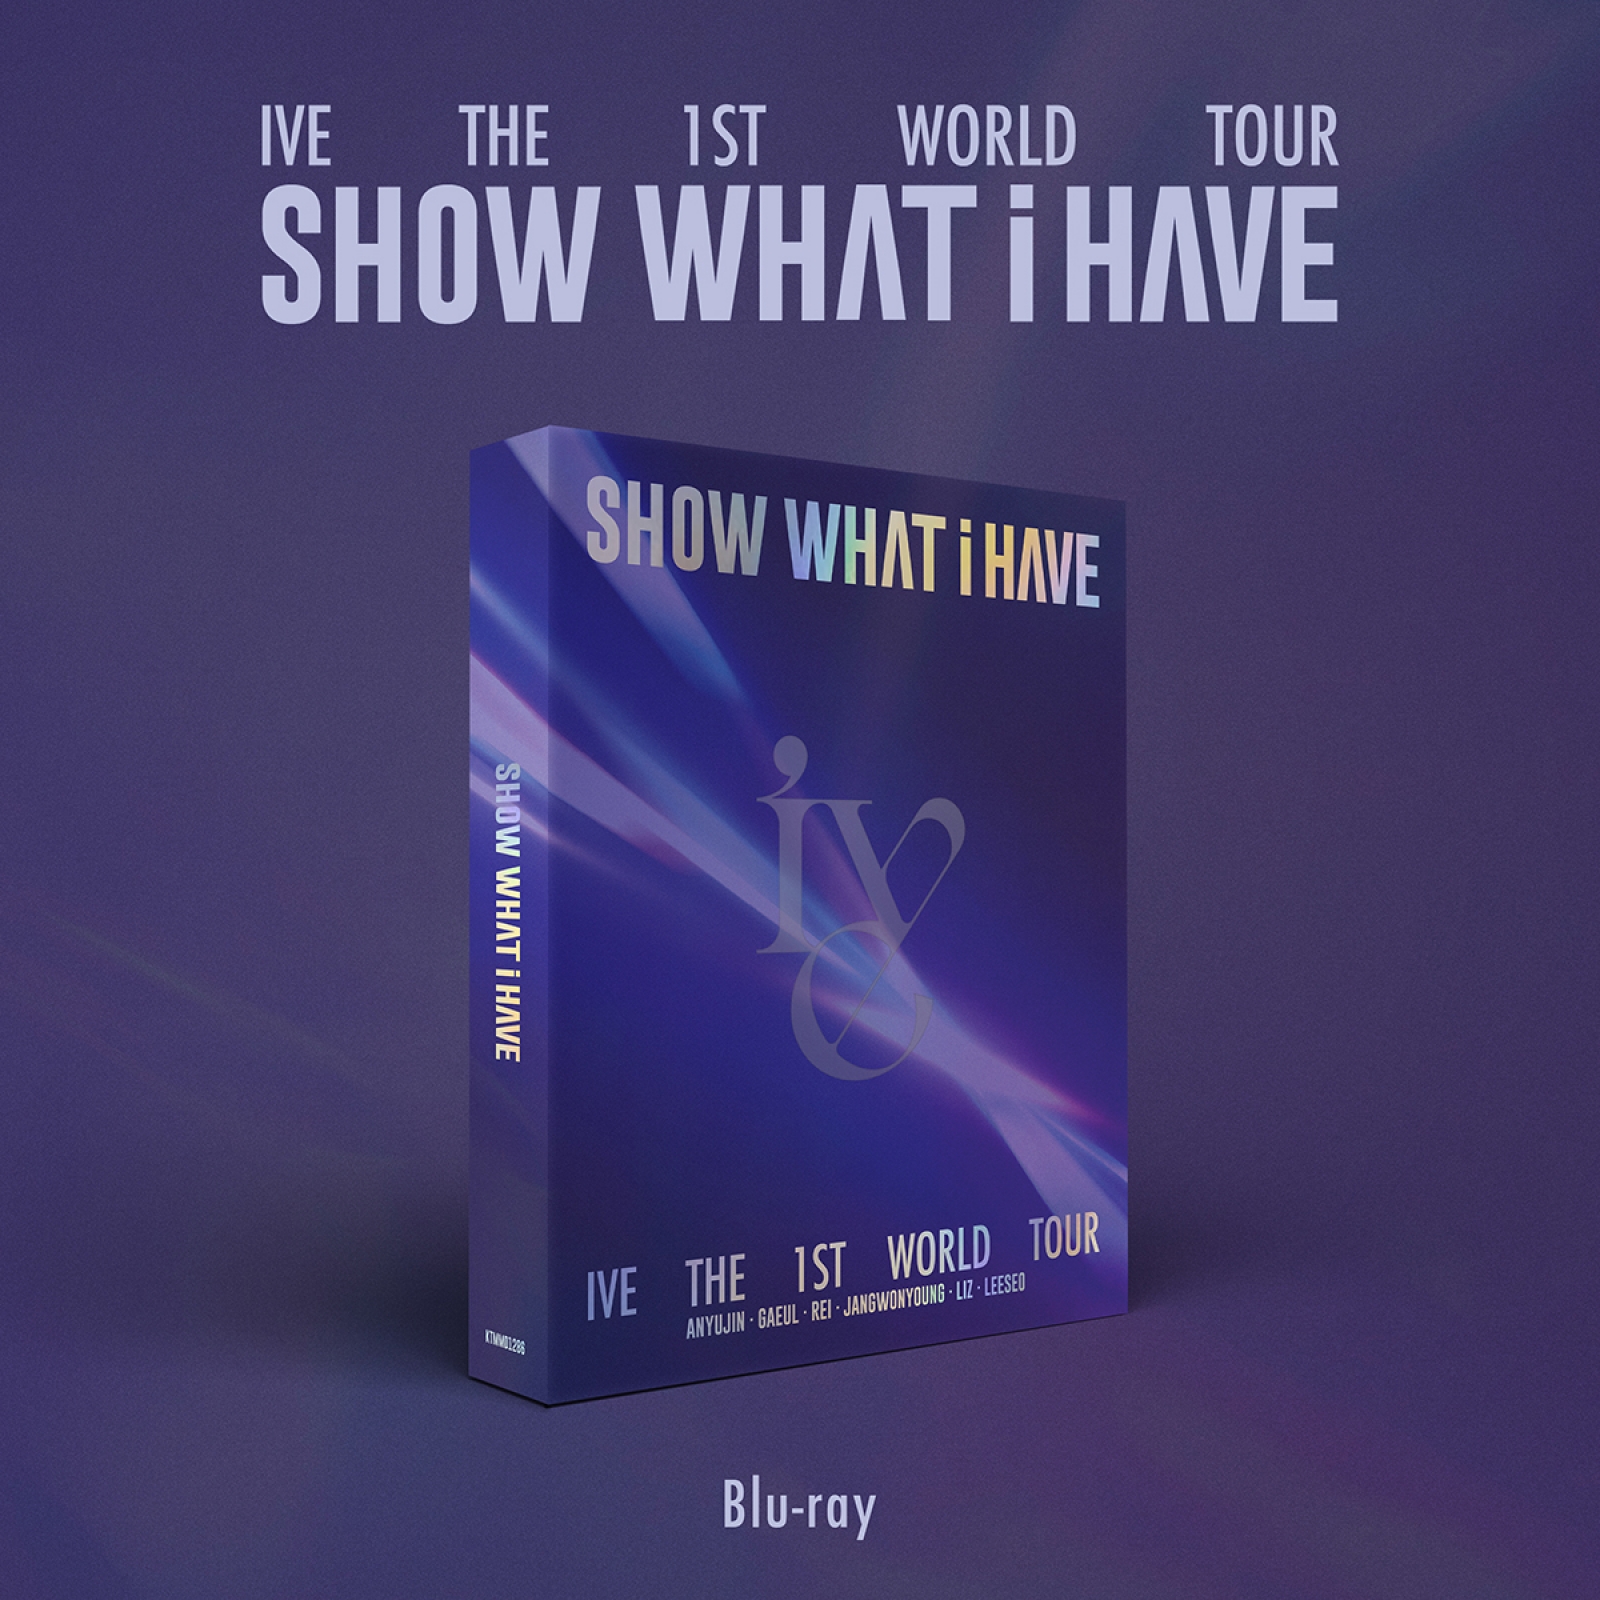 IVE THE 1ST WORLD TOUR
SHOW WHAT i HAVE
SHOW WHAT i HAVE
ive
SHOW WHAT i HAVE
IVE THE 1ST WORLD TOUR
ANYUJIN · GAEUL · REI · JANGWONYOUNG · LIZ · LEESEO
KTMMD1286
Blu-ray